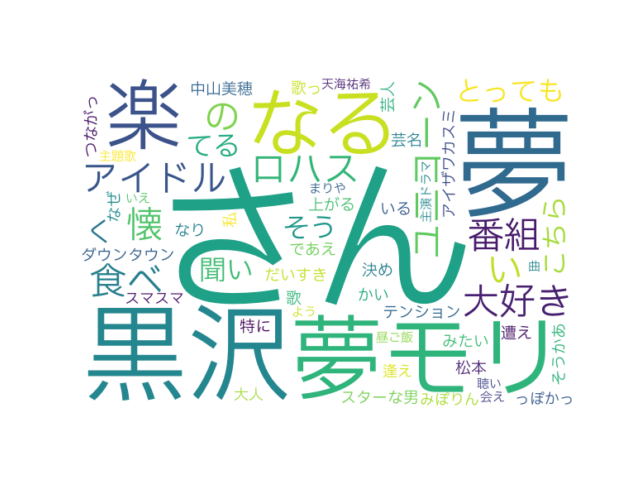 さん
なる
夢
黒沢
夢モリ
楽
の
てる
アイドル
ロハス
ユニコーン
とっても
番組
大好き
こちら
い
懐
く
食べ
聞い
そう
中山美穂
歌っ
天海祐希
芸人
芸名
つながっ
主題歌
なぜ
いえ
まりや
上がる
私
いる
主演ドラマ
アイザワカスミ
なり
であえ
ダウンタウン
だいすき
決め
曲
スマスマ
歌
かい
テンション
よう
特に
昼ご飯
みたい
遭え
そうかあ
逢え
松本
聴い
大人
スターな男
みぽりん
会え
っぽかっ